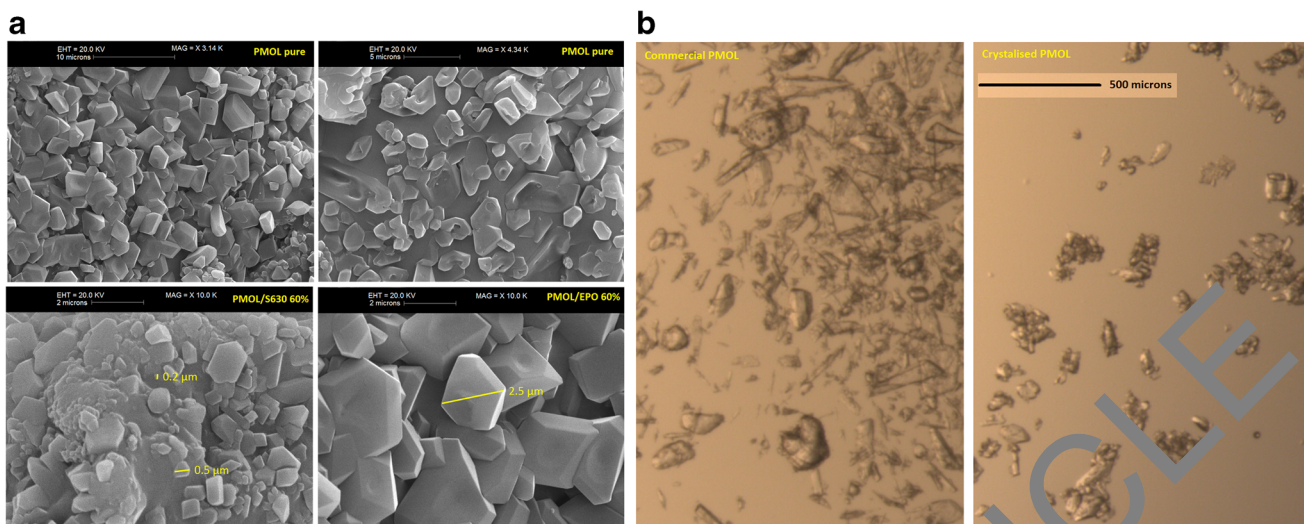 a
EHT = 20.0 KV
MAG = X 3.14 K
10 microns
PMOL pure
EHT = 20.0 KV
MAG = X 4.34 K
5 microns
PMOL pure
EHT = 20.0 KV
MAG = X 10.0 K
2 microns
PMOL/S630 60%
0.2 µm
0.5 µm
EHT = 20.0 KV
MAG = X 10.0 K
2 microns
PMOL/EPO 60%
2.5 µm
b
Commercial PMOL
Crystalised PMOL
500 microns
ICLE